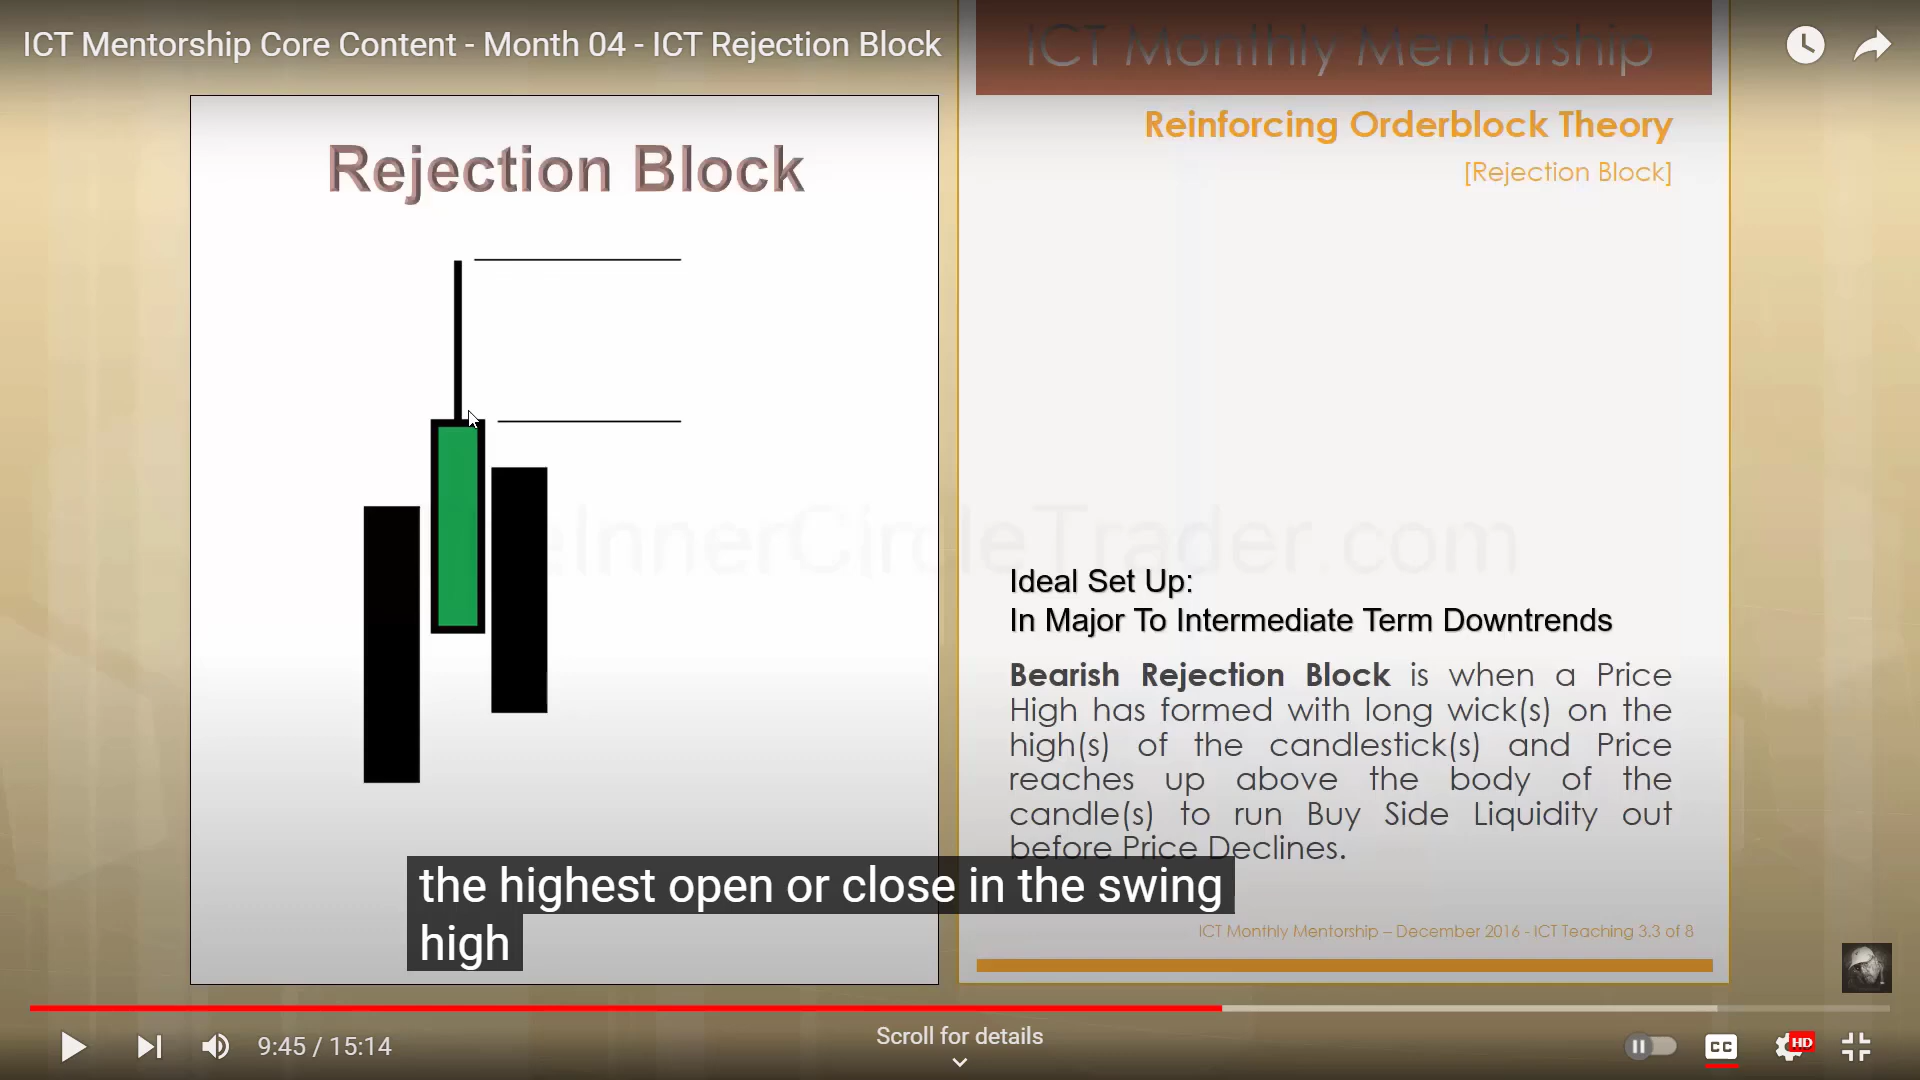 ICT Mentorship Core Content - Month 04 - ICT Rejection Block
ICT Monthly Mentorship
Rejection Block
Reinforcing Orderblock Theory
[Rejection Block]
eInnerCircleTrader.com
Ideal Set Up:
In Major To Intermediate Term Downtrends
Bearish Rejection Block is when a Price
High has formed with long wick(s) on the
high(s) of the candlestick(s) and Price
reaches up above the body of the
candle(s) to run Buy Side Liquidity out
before Price Declines.
the highest open or close in the swing
high
ICT Monthly Mentorship – December 2016 - ICT Teaching 3.3 of 8
9:45 / 15:14
Scroll for details
CC
HD